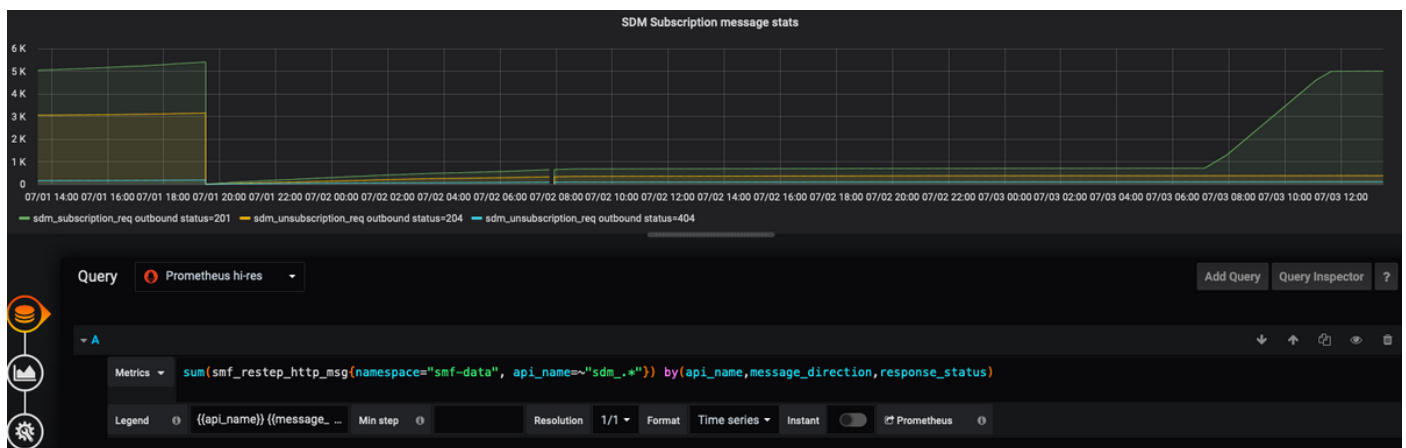 SDM Subscription message stats
6 K
5 K
4 K
3 K
2 K
1 K
0
07/01 14:00 07/01 16:00 07/01 18:00 07/01 20:00 07/01 22:00 07/02 00:00 07/02 02:00 07/02 04:00 07/02 06:00 07/02 08:00 07/02 10:00 07/02 12:00 07/02 14:00 07/02 16:00 07/02 18:00 07/02 20:00 07/02 22:00 07/03 00:00 07/03 02:00 07/03 04:00 07/03 06:00 07/03 08:00 07/03 10:00 07/03 12:00
sdm_subscription_req outbound status=201 sdm_unsubscription_req outbound status=204 sdm_unsubscription_req outbound status=404
Query Prometheus hi-res Add Query Query Inspector ?
A
Metrics sum(smf_restep_http_msg{namespace="smf-data", api_name=~"sdm_.*"}) by(api_name,message_direction,response_status)
Legend {{api_name}} {{message_ ... Min step Resolution 1/1 Format Time series Instant Prometheus